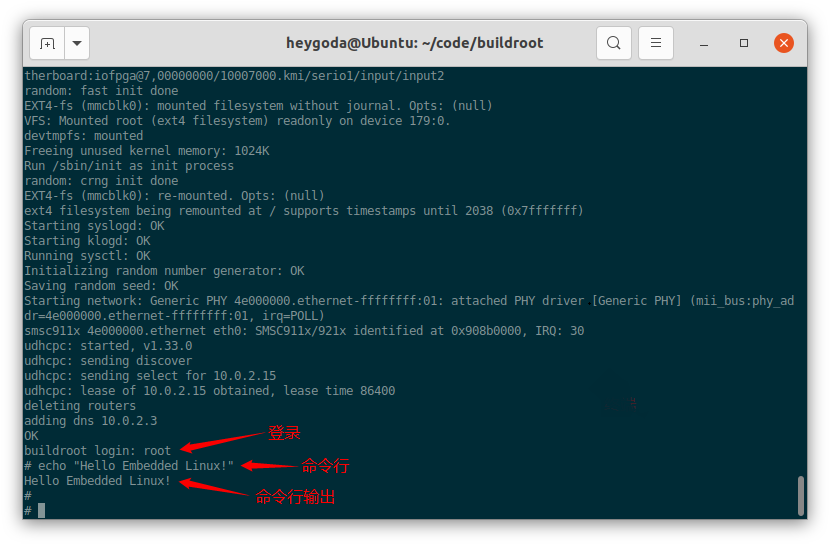 heygoda@Ubuntu: ~/code/buildroot
therboard:iofpga@7,00000000/10007000.kmi/serio1/input/input2
random: fast init done
EXT4-fs (mmcblk0): mounted filesystem without journal. Opts: (null)
VFS: Mounted root (ext4 filesystem) readonly on device 179:0.
devtmpfs: mounted
Freeing unused kernel memory: 1024K
Run /sbin/init as init process
random: crng init done
EXT4-fs (mmcblk0): re-mounted. Opts: (null)
ext4 filesystem being remounted at / supports timestamps until 2038 (0x7fffffff)
Starting syslogd: OK
Starting klogd: OK
Running sysctl: OK
Initializing random number generator: OK
Saving random seed: OK
Starting network: Generic PHY 4e000000.ethernet-ffffffff:01: attached PHY driver [Generic PHY] (mii_bus:phy_ad
dr=4e000000.ethernet-ffffffff:01, irq=POLL)
smsc911x 4e000000.ethernet eth0: SMSC911x/921x identified at 0x908b0000, IRQ: 30
udhcpc: started, v1.33.0
udhcpc: sending discover
udhcpc: sending select for 10.0.2.15
udhcpc: lease of 10.0.2.15 obtained, lease time 86400
deleting routers
adding dns 10.0.2.3
OK
buildroot login: root 登录
# echo "Hello Embedded Linux!" 命令行
Hello Embedded Linux! 命令行输出
#
#